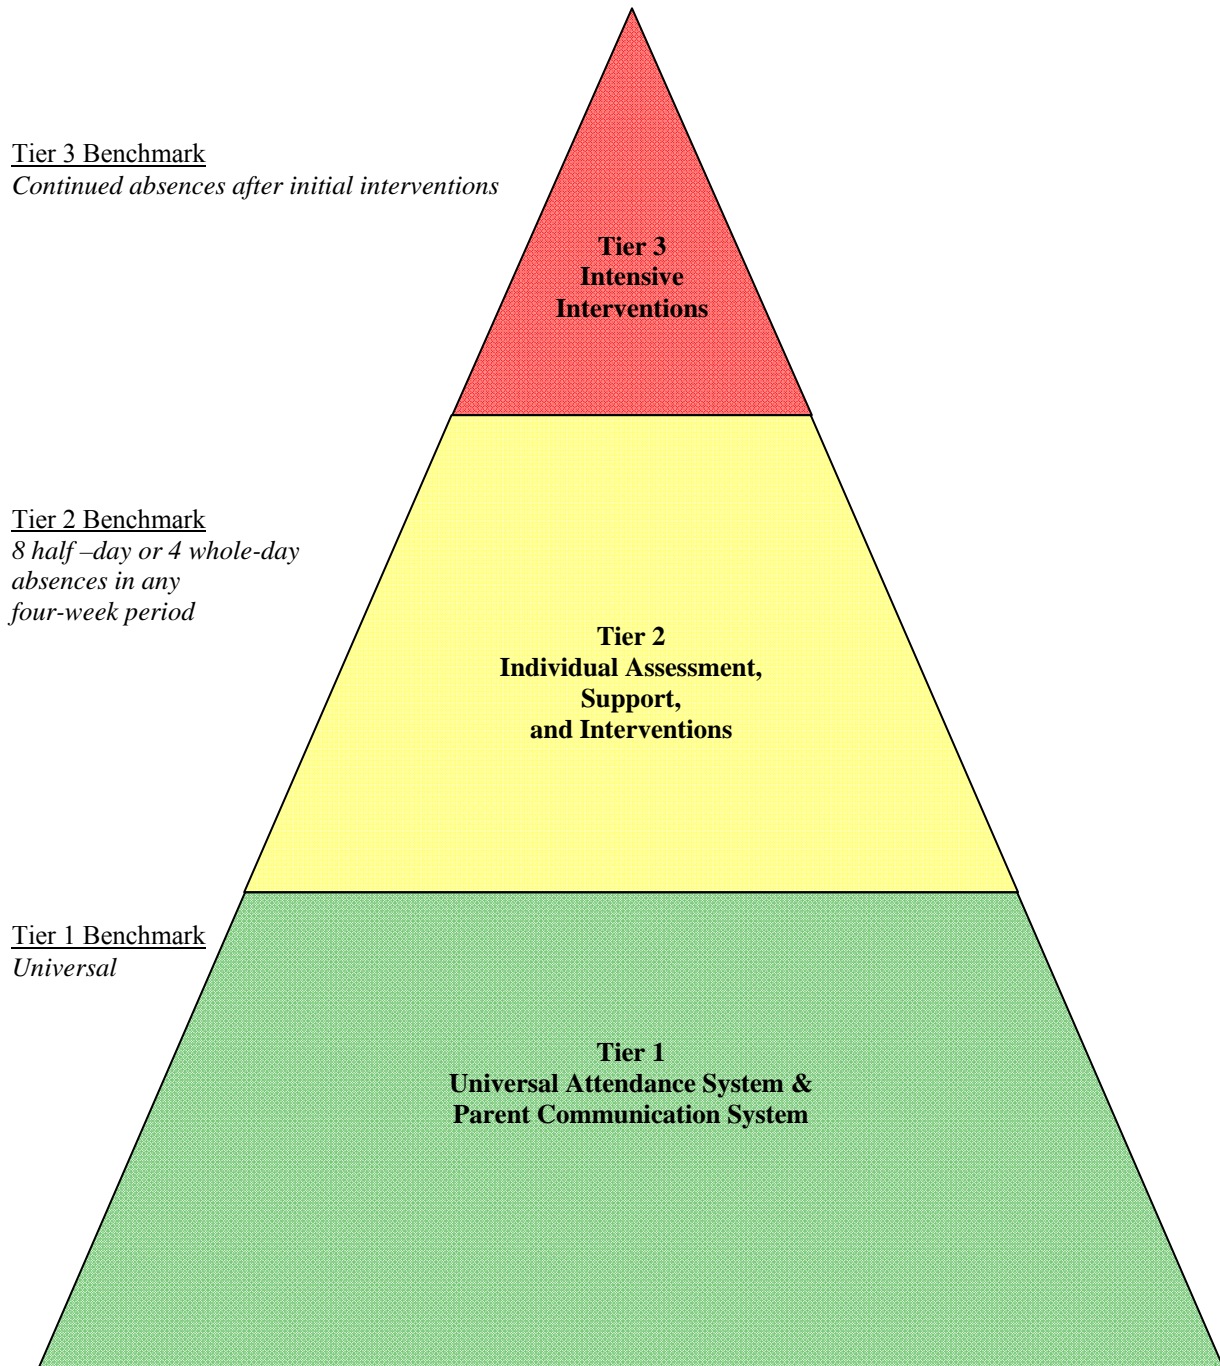 Tier 3 Benchmark
Continued absences after initial interventions
Tier 3
Intensive
Interventions
Tier 2 Benchmark
8 half –day or 4 whole-day
absences in any
four-week period
Tier 2
Individual Assessment,
Support,
and Interventions
Tier 1 Benchmark
Universal
Tier 1
Universal Attendance System &
Parent Communication System